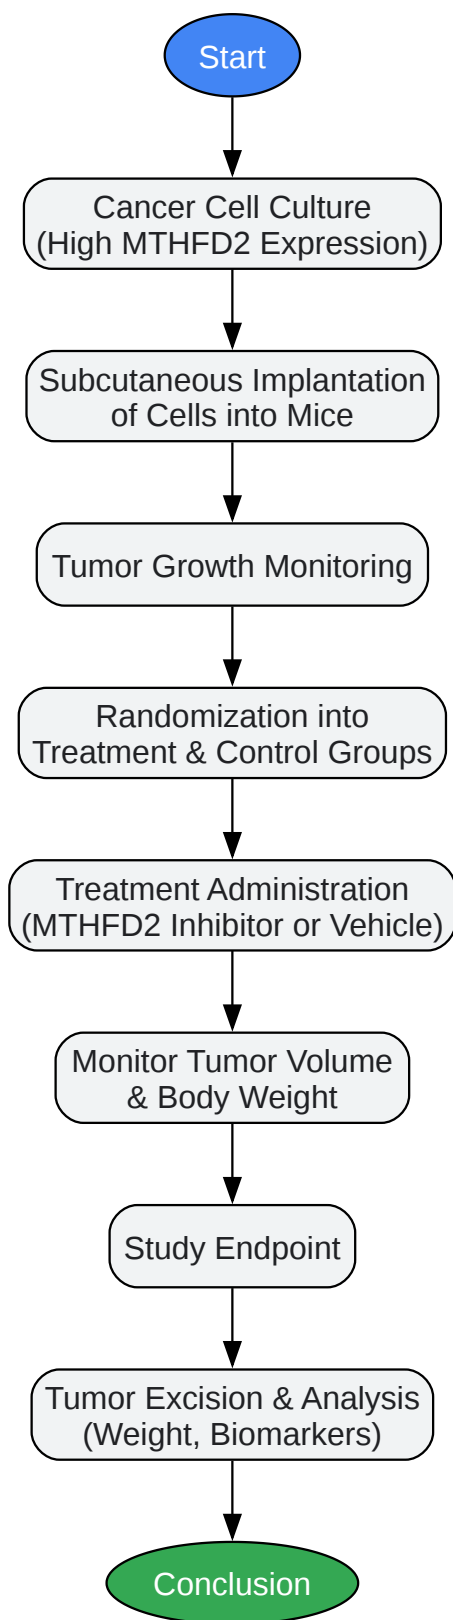 Start
Cancer Cell Culture
(High MTHFD2 Expression)
Subcutaneous Implantation
of Cells into Mice
Tumor Growth Monitoring
Randomization into
Treatment & Control Groups
Treatment Administration
(MTHFD2 Inhibitor or Vehicle)
Monitor Tumor Volume
& Body Weight
Study Endpoint
Tumor Excision & Analysis
(Weight, Biomarkers)
Conclusion